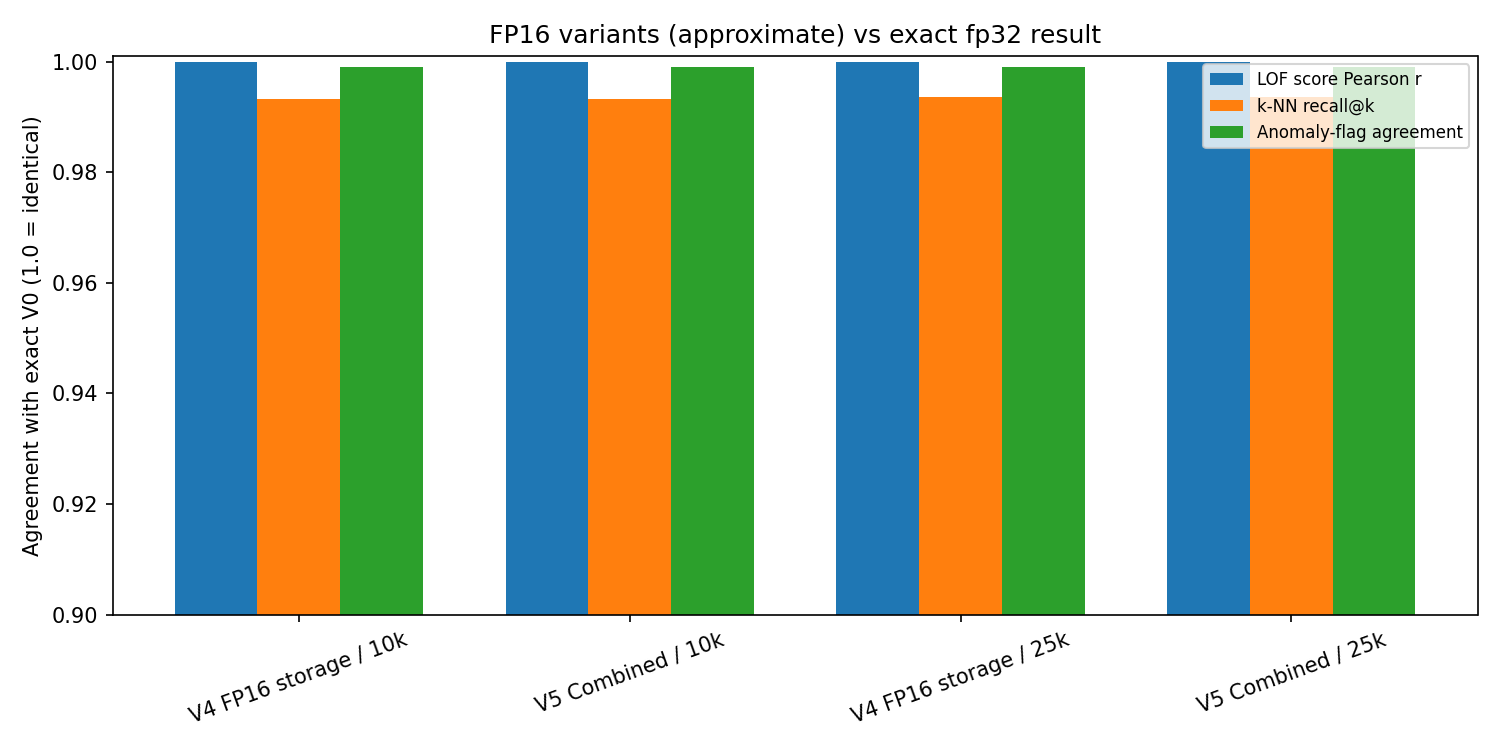 FP16 variants (approximate) vs exact fp32 result
Agreement with exact V0 (1.0 = identical)
1.00
0.98
0.96
0.94
0.92
0.90
LOF score Pearson r
k-NN recall@k
Anomaly-flag agreement
V4 FP16 storage / 10k
V5 Combined / 10k
V4 FP16 storage / 25k
V5 Combined / 25k